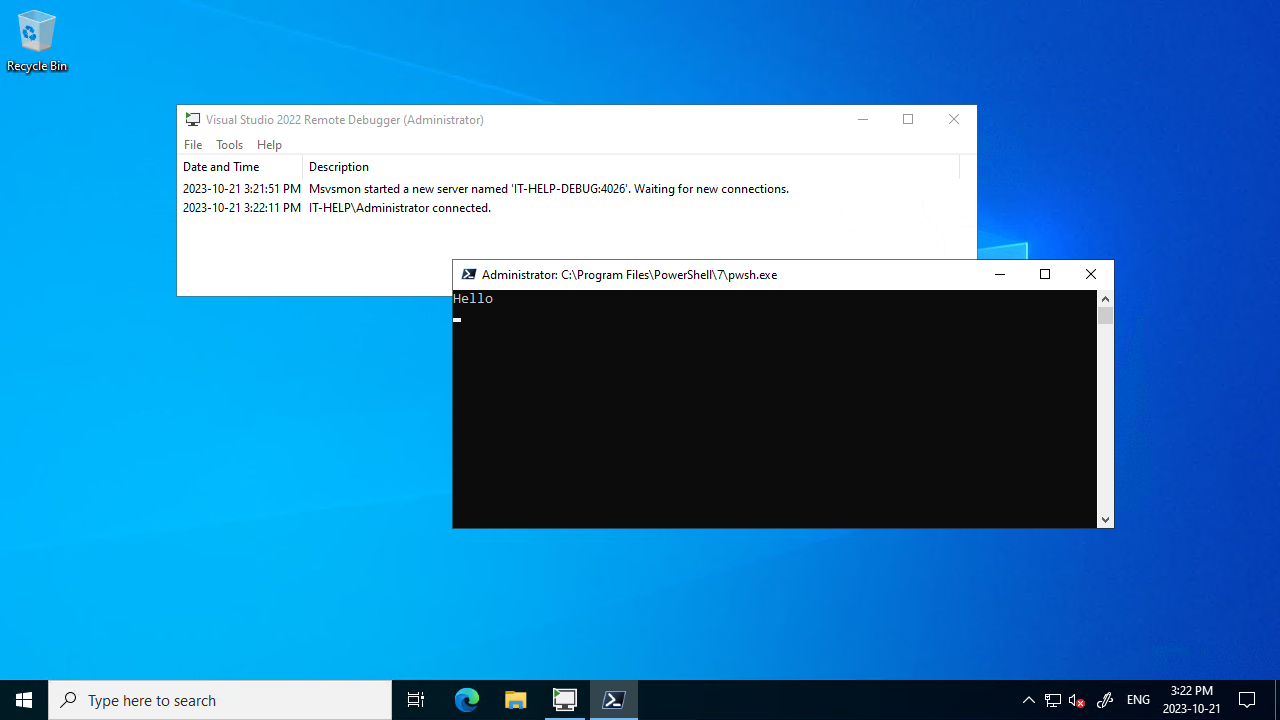 Recycle Bin
Visual Studio 2022 Remote Debugger (Administrator)
File Tools Help
Date and Time Description
2023-10-21 3:21:51 PM Msvsmon started a new server named 'IT-HELP-DEBUG:4026'. Waiting for new connections.
2023-10-21 3:22:11 PM IT-HELP\Administrator connected.
Administrator: C:\Program Files\PowerShell\7\pwsh.exe
Hello
Type here to search
ENG
3:22 PM
2023-10-21